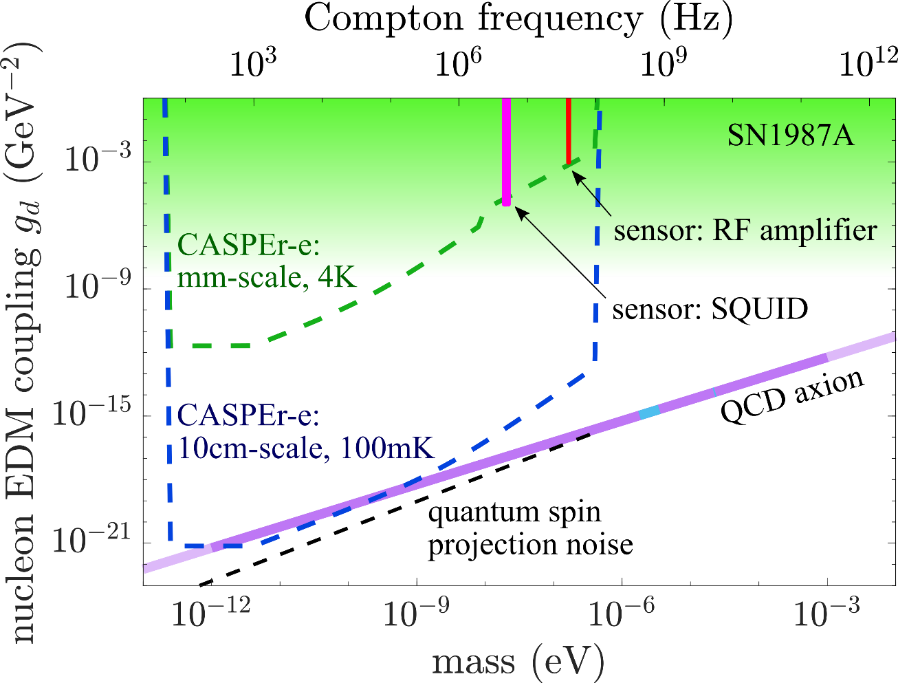 Compton frequency (Hz)
10^3 10^6 10^9 10^12
nucleon EDM coupling g_d (GeV^−2)
10^−3
10^−9
10^−15
10^−21
SN1987A
sensor: RF amplifier
CASPEr-e:
mm-scale, 4K
sensor: SQUID
QCD axion
CASPEr-e:
10cm-scale, 100mK
quantum spin
projection noise
10^−12 10^−9 10^−6 10^−3
mass (eV)